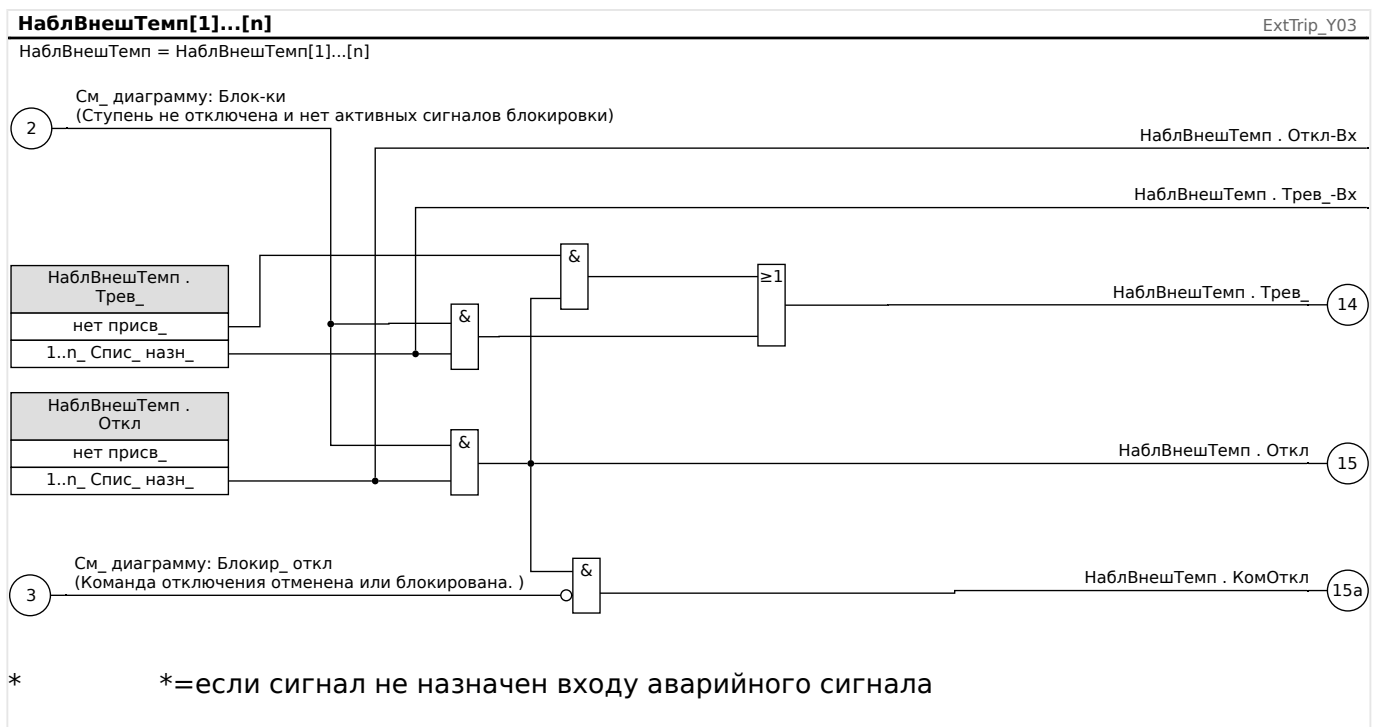 НаблВнешТемп[1]...[n]
ExtTrip_Y03
НаблВнешТемп = НаблВнешТемп[1]...[n]
См_ диаграмму: Блок-ки
(Ступень не отключена и нет активных сигналов блокировки)
2
НаблВнешТемп . Откл-Вх
НаблВнешТемп . Трев_-Вх
&
НаблВнешТемп .
Трев_
нет присв_
1..n_ Спис_ назн_
&
≥1
НаблВнешТемп . Трев_
14
НаблВнешТемп .
Откл
нет присв_
1..n_ Спис_ назн_
&
НаблВнешТемп . Откл
15
См_ диаграмму: Блокир_ откл
(Команда отключения отменена или блокирована. )
3
&
НаблВнешТемп . КомОткл
15a
* *=если сигнал не назначен входу аварийного сигнала